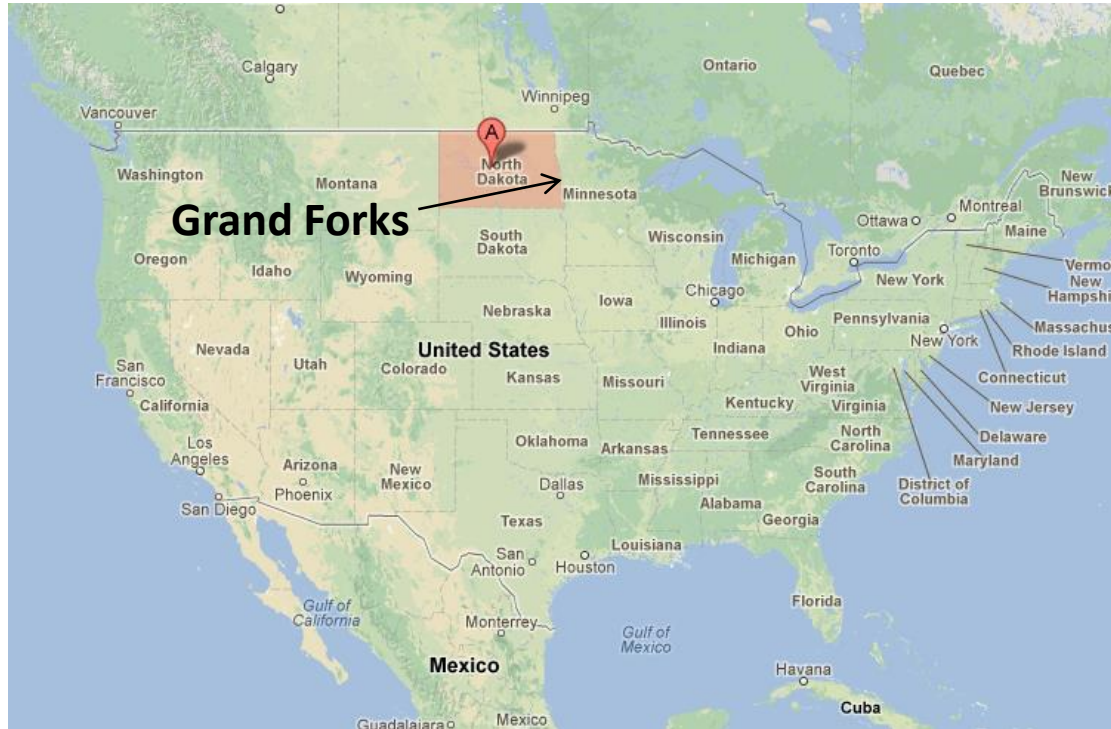 Calgary
Ontario
Quebec
Winnipeg
Vancouver
A
Washington
Montana
North
Dakota
Minnesota
New
Brunswick
Grand Forks
Ottawa
Montreal
Maine
Oregon
Idaho
Wyoming
South
Dakota
Wisconsin
Michigan
Toronto
New York
Vermo
New
Hampshi
Chicago
Nebraska
Iowa
Illinois
Indiana
Ohio
Pennsylvania
New York
Massachus
Rhode Island
Connecticut
New Jersey
Delaware
Maryland
District of
Columbia
Nevada
Utah
Colorado
United States
Kansas
Missouri
West
Virginia
Kentucky
Virginia
San
Francisco
California
Los
Angeles
San Diego
Arizona
Phoenix
New
Mexico
Oklahoma
Arkansas
Tennessee
North
Carolina
South
Carolina
Dallas
Mississippi
Alabama
Georgia
Texas
Louisiana
San
Antonio
Houston
Florida
Gulf of
California
Monterrey
Gulf of
Mexico
Mexico
Havana
Cuba
Guadalajara
Mexico